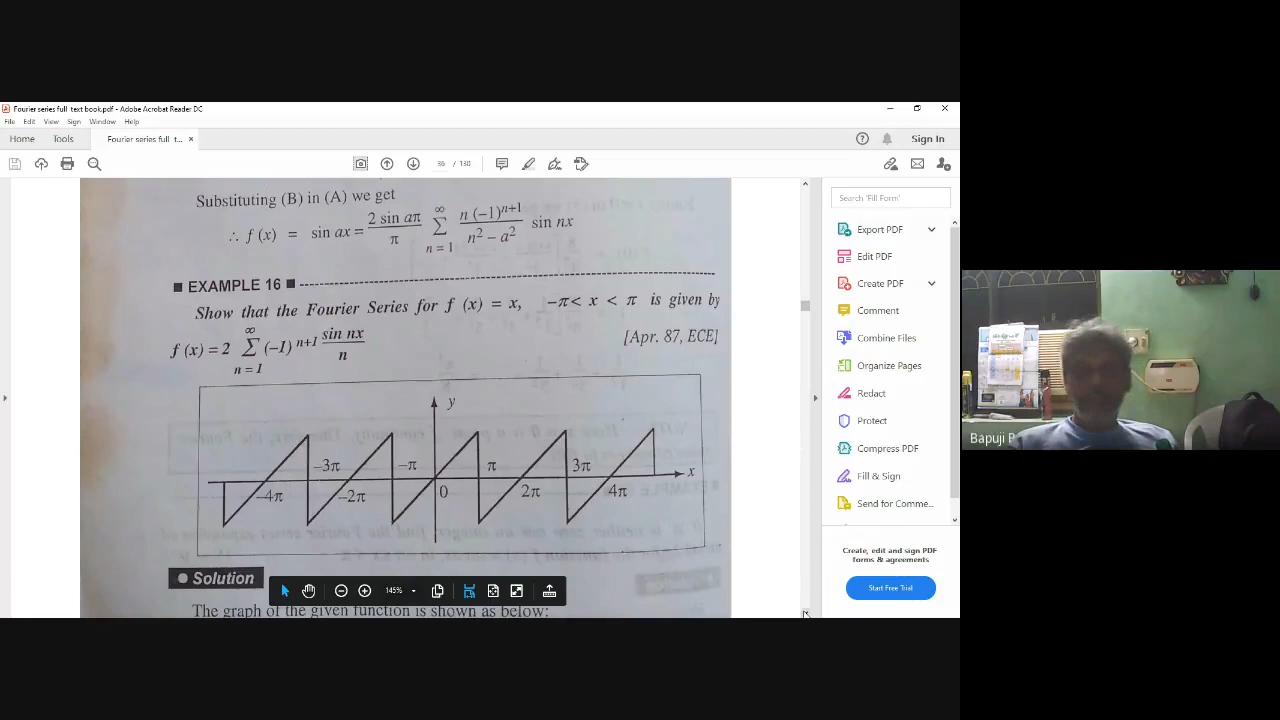 Fourier series full text book.pdf - Adobe Acrobat Reader DC
File Edit View Sign Window Help
Home Tools Fourier series full t... × Sign In
36 / 130
Search 'Fill Form'
Export PDF
Edit PDF
Create PDF
Comment
Combine Files
Organize Pages
Redact
Protect
Compress PDF
Fill & Sign
Send for Comme...
Create, edit and sign PDF
forms & agreements
Start Free Trial
Substituting (B) in (A) we get
∴ f (x) = sin ax = 2 sin aπ / π ∞ ∑ n = 1 n (−1)^n+1 / n² − a² sin nx
■ EXAMPLE 16 ■
Show that the Fourier Series for f (x) = x, −π < x < π is given by
f (x) = 2 ∞ ∑ n = 1 (−1)^n+1 sin nx / n [Apr. 87, ECE]
y
−3π −π π 3π x
−4π −2π 0 2π 4π
● Solution
145%
The graph of the given function is shown as below:
Bapuji P